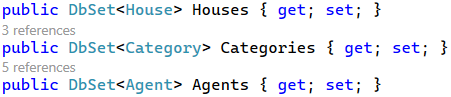 public DbSet<House> Houses { get; set; }
3 references
public DbSet<Category> Categories { get; set; }
5 references
public DbSet<Agent> Agents { get; set; }